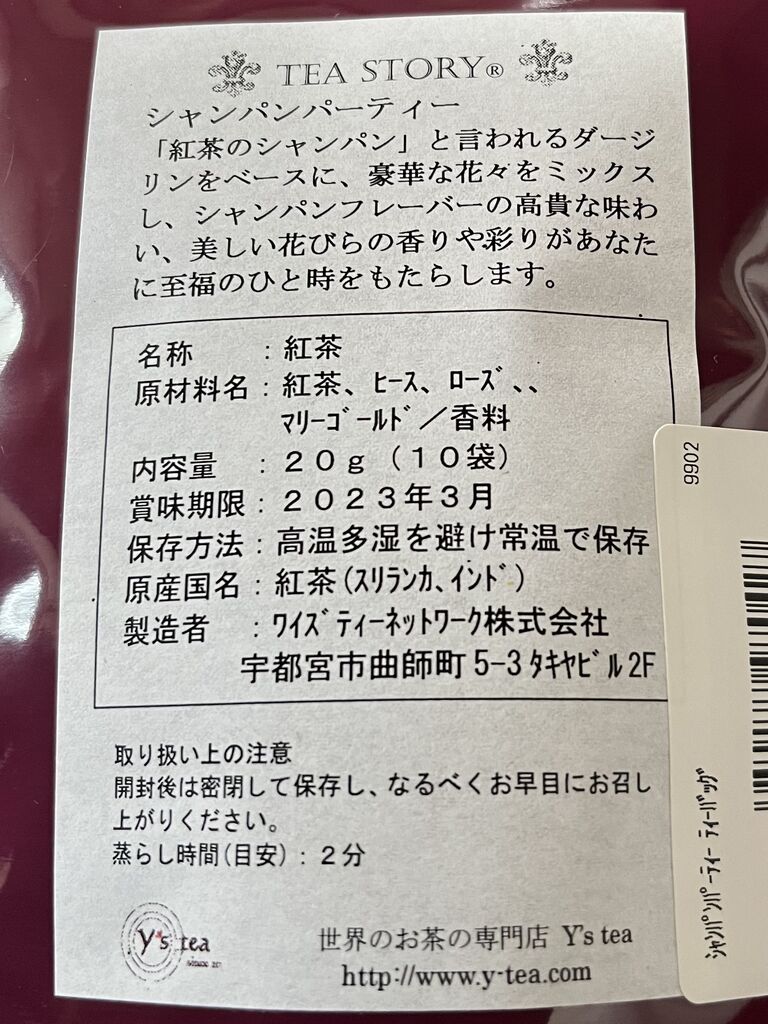 TEA STORY®
シャンパンパーティー
「紅茶のシャンパン」と言われるダージ
リンをベースに、豪華な花々をミックス
し、シャンパンフレーバーの高貴な味わ
い、美しい花びらの香りや彩りがあなた
に至福のひと時をもたらします。
名称 ：紅茶
原材料名：紅茶、ﾋｰｽ、ﾛｰｽﾞ、、
ﾏﾘｰｺﾞｰﾙﾄﾞ／香料
内容量 ：２０ｇ（１０袋）
賞味期限：２０２３年３月
保存方法：高温多湿を避け常温で保存
原産国名：紅茶(ｽﾘﾗﾝｶ､ｲﾝﾄﾞ)
製造者 ：ﾜｲｽﾞﾃｨｰﾈｯﾄﾜｰｸ株式会社
宇都宮市曲師町5-3ﾀｷﾔﾋﾞﾙ2F
取り扱い上の注意
開封後は密閉して保存し、なるべくお早目にお召し
上がりください。
蒸らし時間(目安)：２分
Y's tea
世界のお茶の専門店 Y's tea
http://www.y-tea.com
9902
ｼｬﾝﾊﾟﾝﾊﾟｰﾃｨｰ ﾃｨｰﾊﾞｯｸﾞ